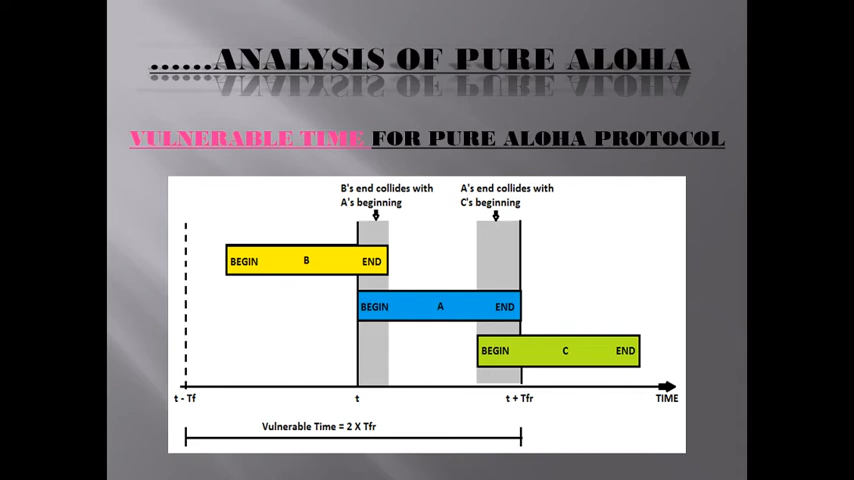 ......ANALYSIS OF PURE ALOHA
VULNERABLE TIME FOR PURE ALOHA PROTOCOL
B's end collides with
A's beginning
A's end collides with
C's beginning
BEGIN B END
BEGIN A END
BEGIN C END
t - Tf t t + Tfr TIME
Vulnerable Time = 2 X Tfr